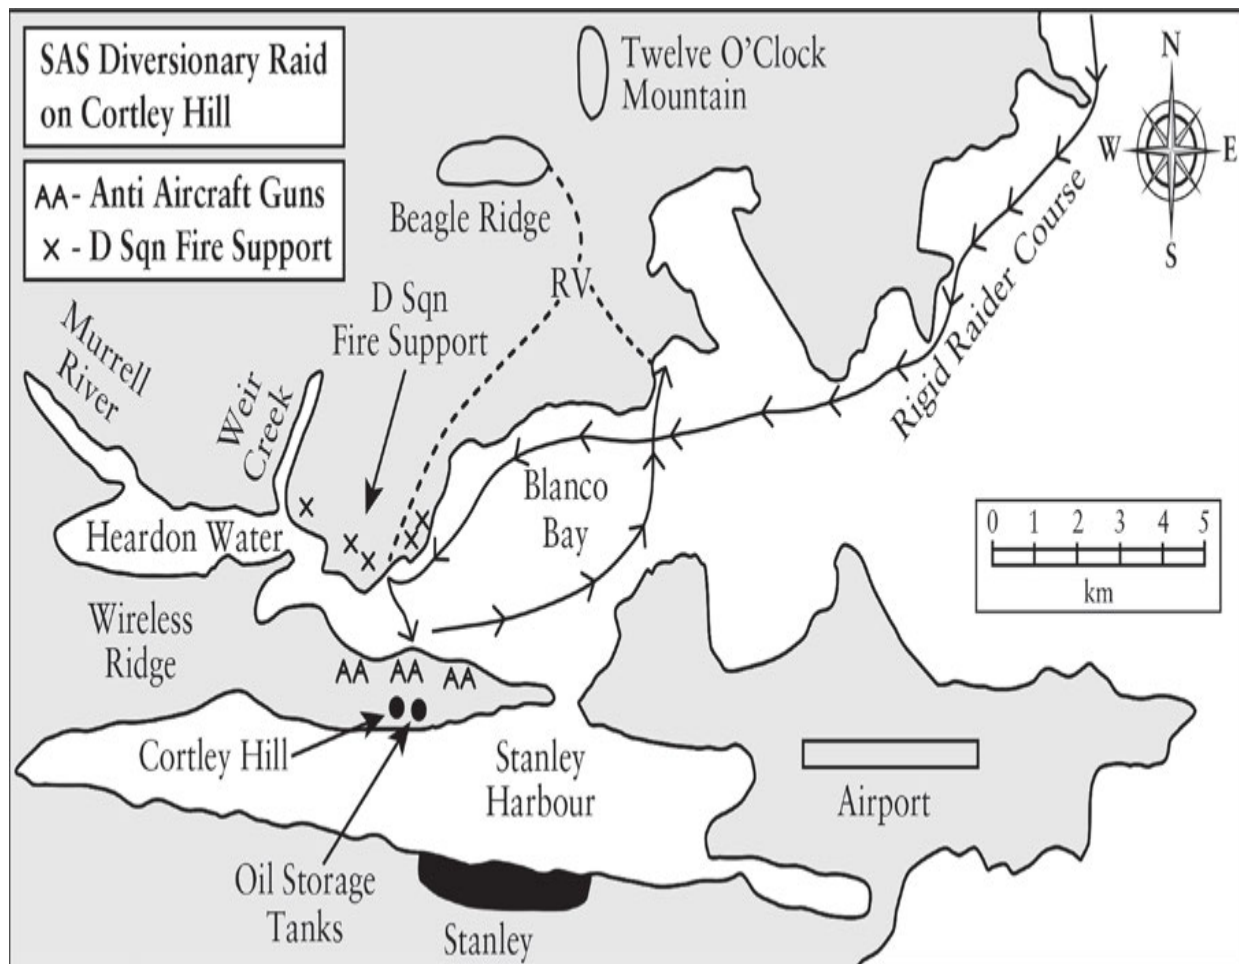 SAS Diversionary Raid
on Cortley Hill
AA - Anti Aircraft Guns
x - D Sqn Fire Support
Twelve O'Clock
Mountain
N
W
E
S
Beagle Ridge
RV
D Sqn
Fire Support
Rigid Raider Course
Murrell
River
Weir
Creek
Heardon Water
Blanco
Bay
0 1 2 3 4 5
km
Wireless
Ridge
AA AA AA
Cortley Hill
Stanley
Harbour
Airport
Oil Storage
Tanks
Stanley